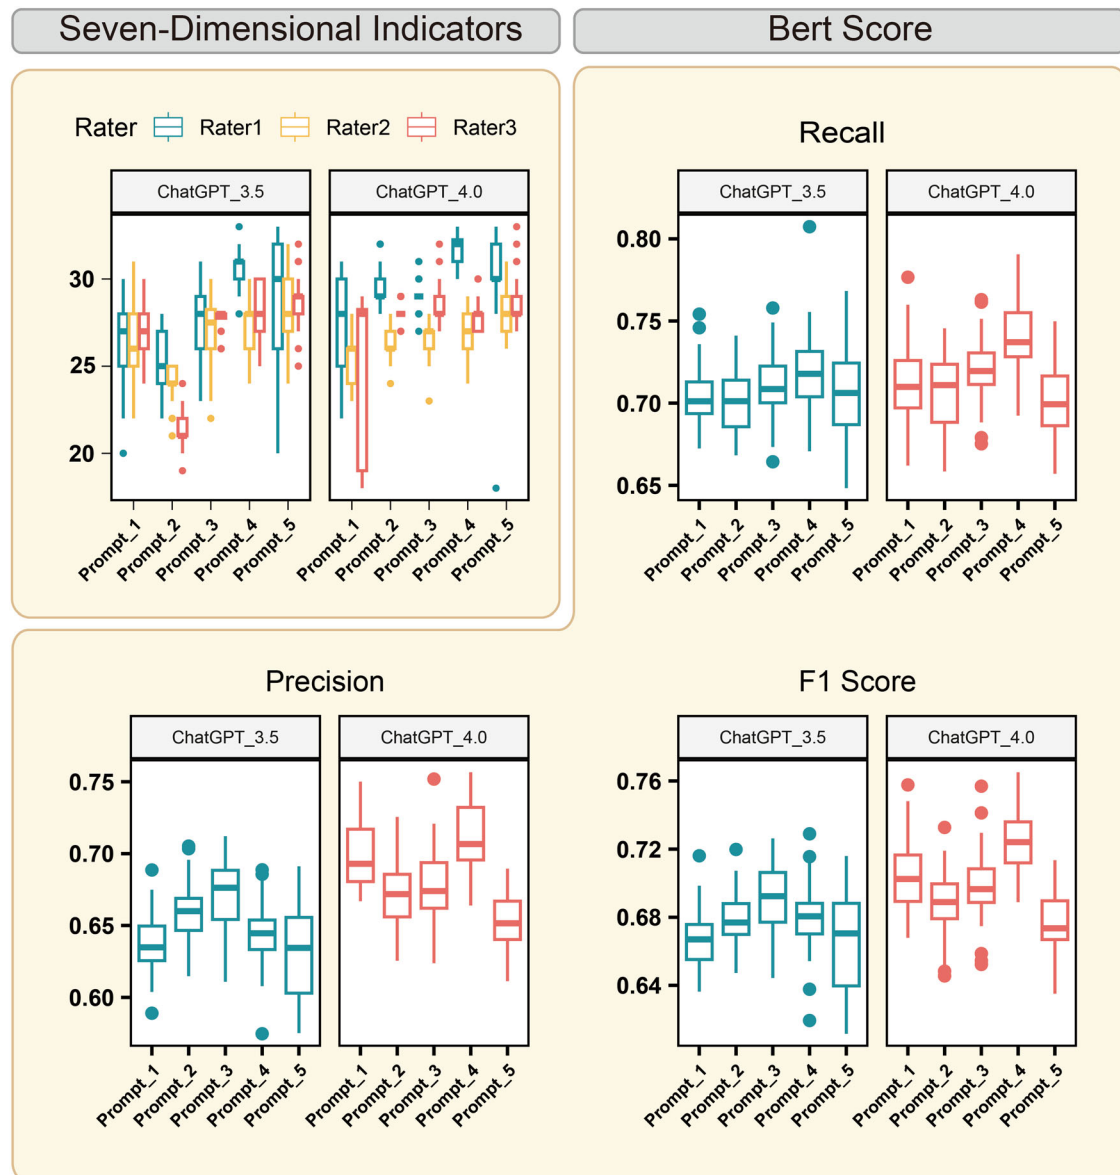 Seven-Dimensional Indicators
Bert Score
Rater Rater1 Rater2 Rater3
ChatGPT_3.5 ChatGPT_4.0
30
25
20
Prompt_1 Prompt_2 Prompt_3 Prompt_4 Prompt_5 Prompt_1 Prompt_2 Prompt_3 Prompt_4 Prompt_5
Recall
ChatGPT_3.5 ChatGPT_4.0
0.80
0.75
0.70
0.65
Prompt_1 Prompt_2 Prompt_3 Prompt_4 Prompt_5 Prompt_1 Prompt_2 Prompt_3 Prompt_4 Prompt_5
Precision
ChatGPT_3.5 ChatGPT_4.0
0.75
0.70
0.65
0.60
Prompt_1 Prompt_2 Prompt_3 Prompt_4 Prompt_5 Prompt_1 Prompt_2 Prompt_3 Prompt_4 Prompt_5
F1 Score
ChatGPT_3.5 ChatGPT_4.0
0.76
0.72
0.68
0.64
Prompt_1 Prompt_2 Prompt_3 Prompt_4 Prompt_5 Prompt_1 Prompt_2 Prompt_3 Prompt_4 Prompt_5